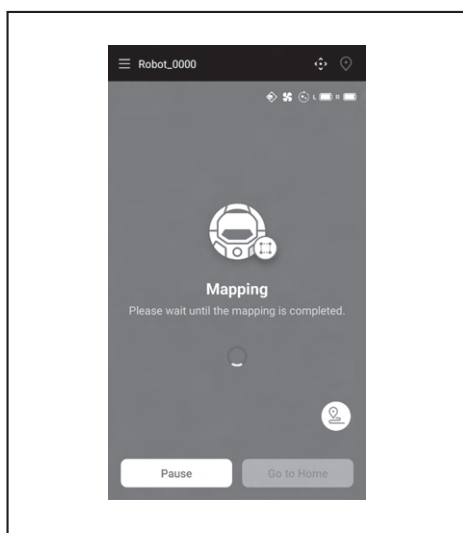 Robot_0000
L R
Mapping
Please wait until the mapping is completed.
Pause Go to Home